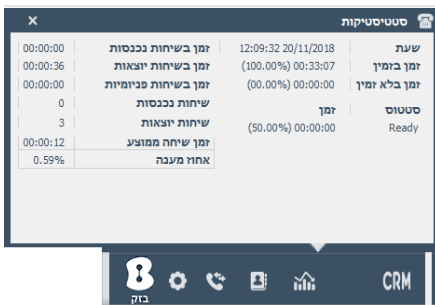 סטטיסטיקות
שעת 12:09:32 20/11/2018
זמן בזמין (100.00%) 00:33:07
זמן בלא זמין (00.00%) 00:00:00
סטטוס זמן
Ready (50.00%) 00:00:00
זמן בשיחות נכנסות 00:00:00
זמן בשיחות יוצאות 00:00:36
זמן בשיחות פנימיות 00:00:00
שיחות נכנסות 0
שיחות יוצאות 3
זמן שיחה ממוצע 00:00:12
אחוז מענה 0.59%
CRM
בזק